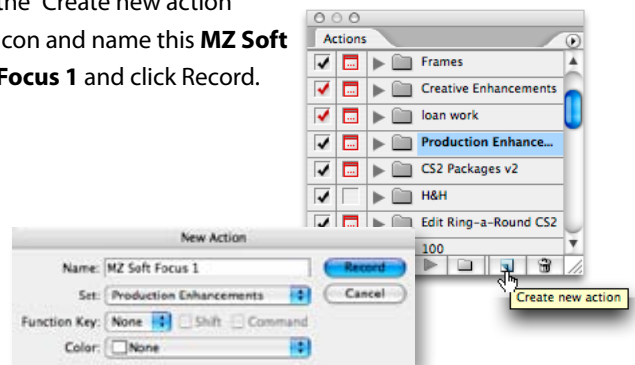 the "Create new action"
icon and name this MZ Soft
Focus 1 and click Record.
Actions
Frames
Creative Enhancements
loan work
Production Enhance...
CS2 Packages v2
H&H
Edit Ring-a-Round CS2
100
Create new action
New Action
Name: MZ Soft Focus 1 Record
Set: Production Enhancements Cancel
Function Key: None Shift Command
Color: None